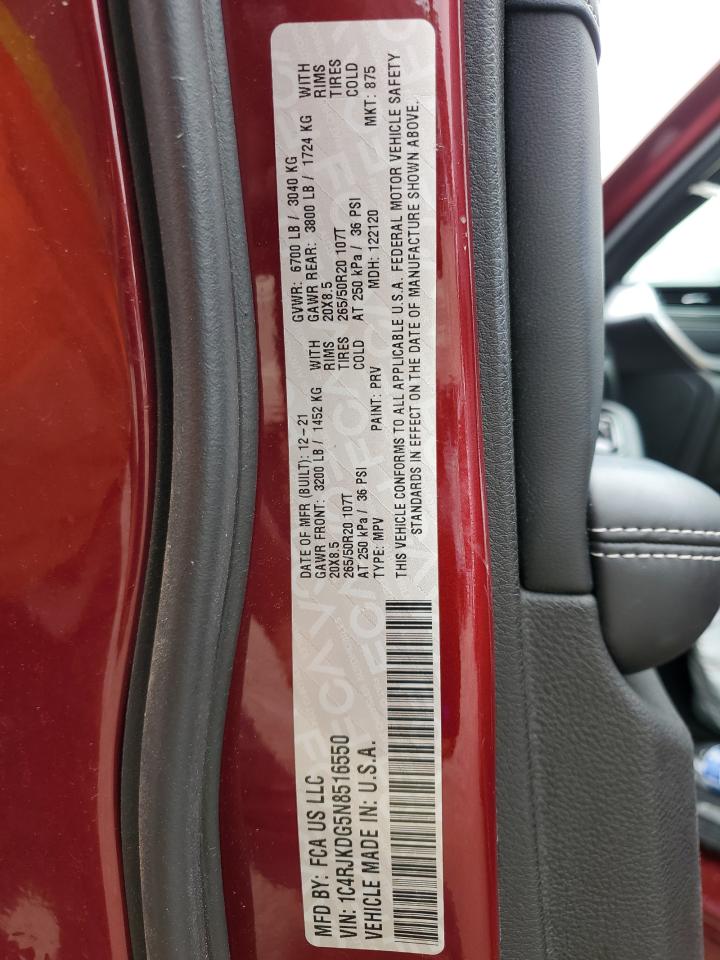 MFD BY: FCA US LLC
VIN: 1C4RJKDG5N8516550
VEHICLE MADE IN: U.S.A.
DATE OF MFR (BUILT): 12-21 GVWR: 6700 LB / 3040 KG
GAWR FRONT: 3200 LB / 1452 KG WITH GAWR REAR: 3800 LB / 1724 KG WITH
20X8.5 RIMS 20X8.5 RIMS
265/50R20 107T TIRES 265/50R20 107T TIRES
AT 250 kPa / 36 PSI COLD AT 250 kPa / 36 PSI COLD
TYPE: MPV PAINT: PRV MDH: 122120 MKT: 875
THIS VEHICLE CONFORMS TO ALL APPLICABLE U.S.A. FEDERAL MOTOR VEHICLE SAFETY
STANDARDS IN EFFECT ON THE DATE OF MANUFACTURE SHOWN ABOVE.